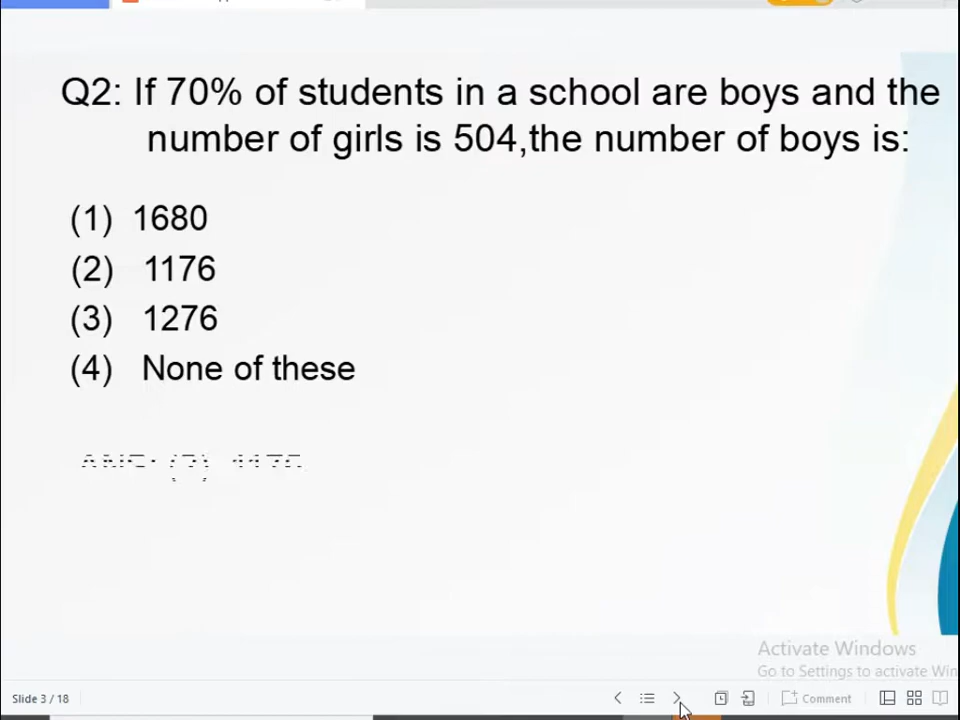 Q2: If 70% of students in a school are boys and the
number of girls is 504,the number of boys is:
(1) 1680
(2) 1176
(3) 1276
(4) None of these
ANS: (2) 1176
Activate Windows
Go to Settings to activate Win
Slide 3 / 18
Comment